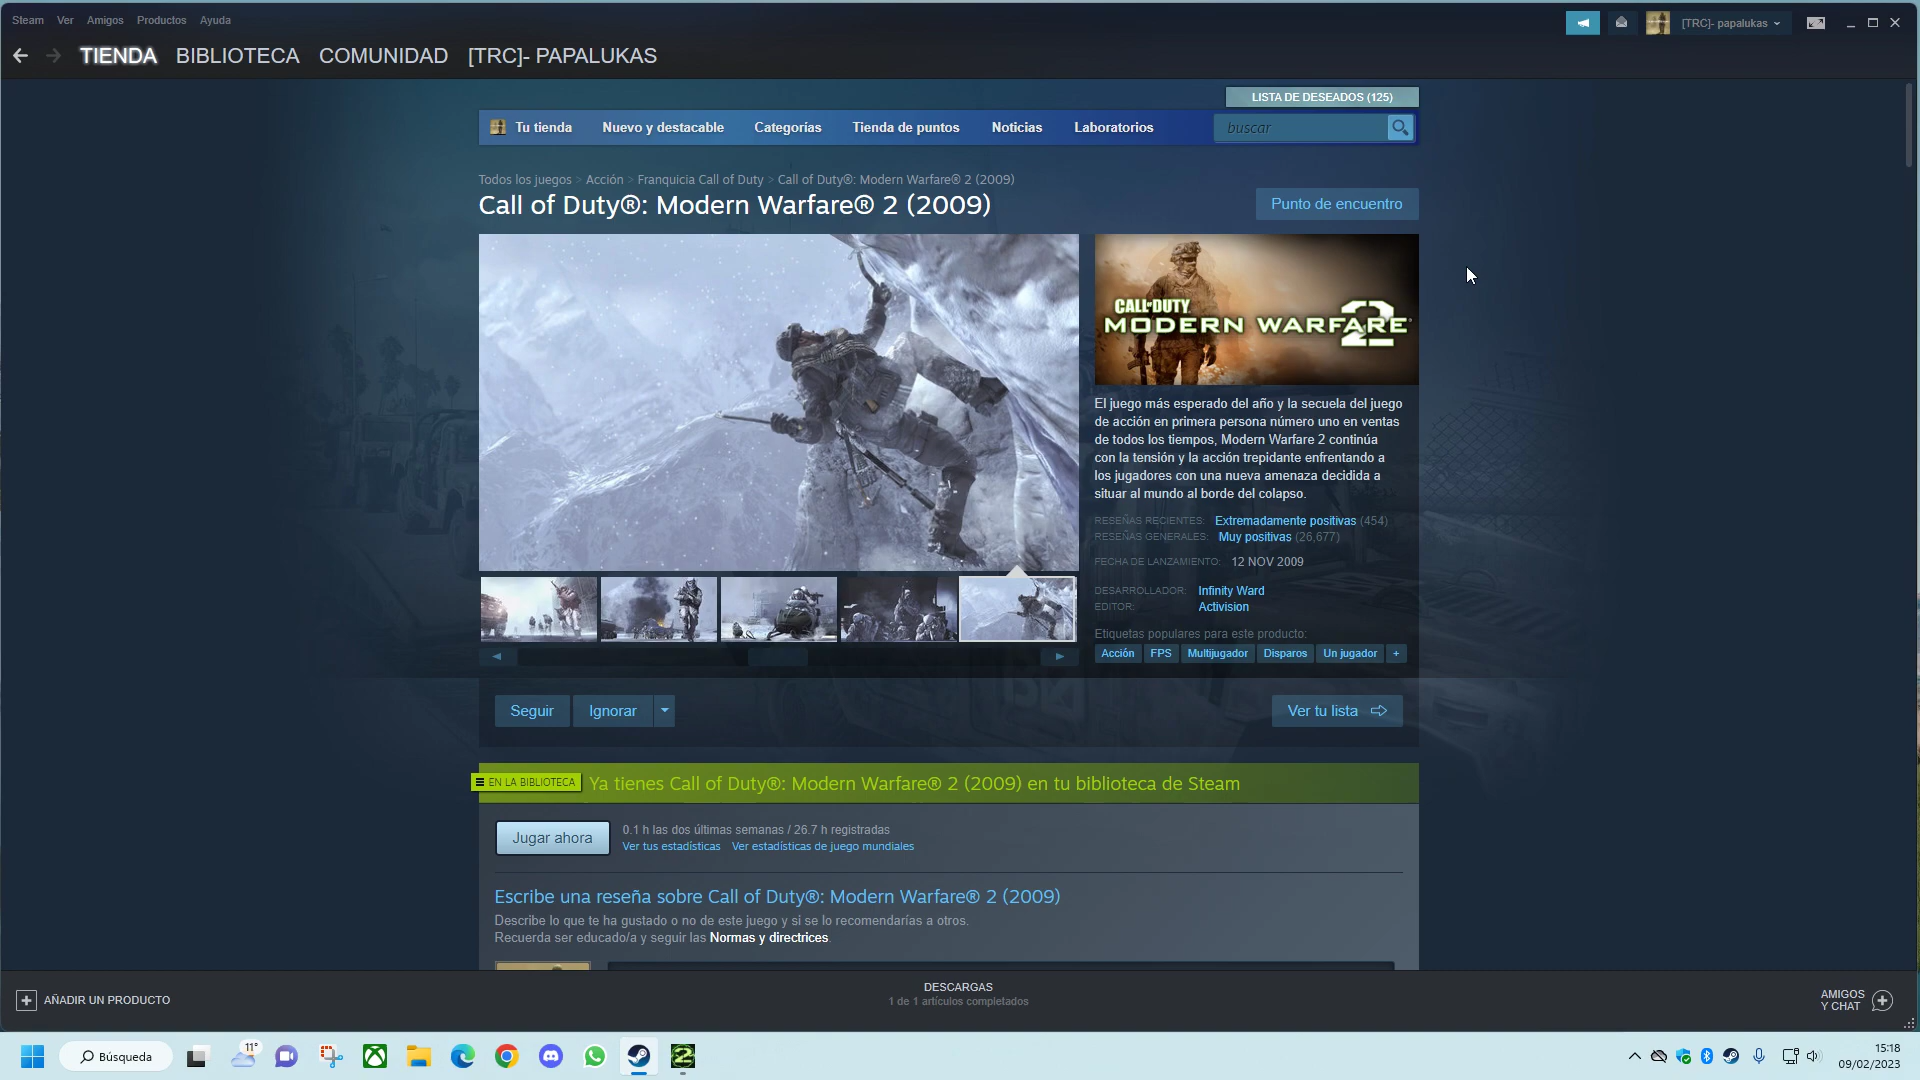 Steam Ver Amigos Productos Ayuda
[TRC]- papalukas
TIENDA BIBLIOTECA COMUNIDAD [TRC]- PAPALUKAS
LISTA DE DESEADOS (125)
Tu tienda Nuevo y destacable Categorías Tienda de puntos Noticias Laboratorios buscar
Todos los juegos > Acción > Franquicia Call of Duty > Call of Duty®: Modern Warfare® 2 (2009)
Call of Duty®: Modern Warfare® 2 (2009)
Punto de encuentro
CALL OF DUTY
MODERN WARFARE 2
El juego más esperado del año y la secuela del juego
de acción en primera persona número uno en ventas
de todos los tiempos, Modern Warfare 2 continúa
con la tensión y la acción trepidante enfrentando a
los jugadores con una nueva amenaza decidida a
situar al mundo al borde del colapso.
RESEÑAS RECIENTES: Extremadamente positivas (454)
RESEÑAS GENERALES: Muy positivas (26,677)
FECHA DE LANZAMIENTO: 12 NOV 2009
DESARROLLADOR: Infinity Ward
EDITOR: Activision
Etiquetas populares para este producto:
Acción FPS Multijugador Disparos Un jugador +
Seguir Ignorar
Ver tu lista
EN LA BIBLIOTECA Ya tienes Call of Duty®: Modern Warfare® 2 (2009) en tu biblioteca de Steam
Jugar ahora
0.1 h las dos últimas semanas / 26.7 h registradas
Ver tus estadísticas Ver estadísticas de juego mundiales
Escribe una reseña sobre Call of Duty®: Modern Warfare® 2 (2009)
Describe lo que te ha gustado o no de este juego y si se lo recomendarías a otros.
Recuerda ser educado/a y seguir las Normas y directrices.
AÑADIR UN PRODUCTO
DESCARGAS
1 de 1 artículos completados
AMIGOS
Y CHAT
Búsqueda
11°
15:18
09/02/2023